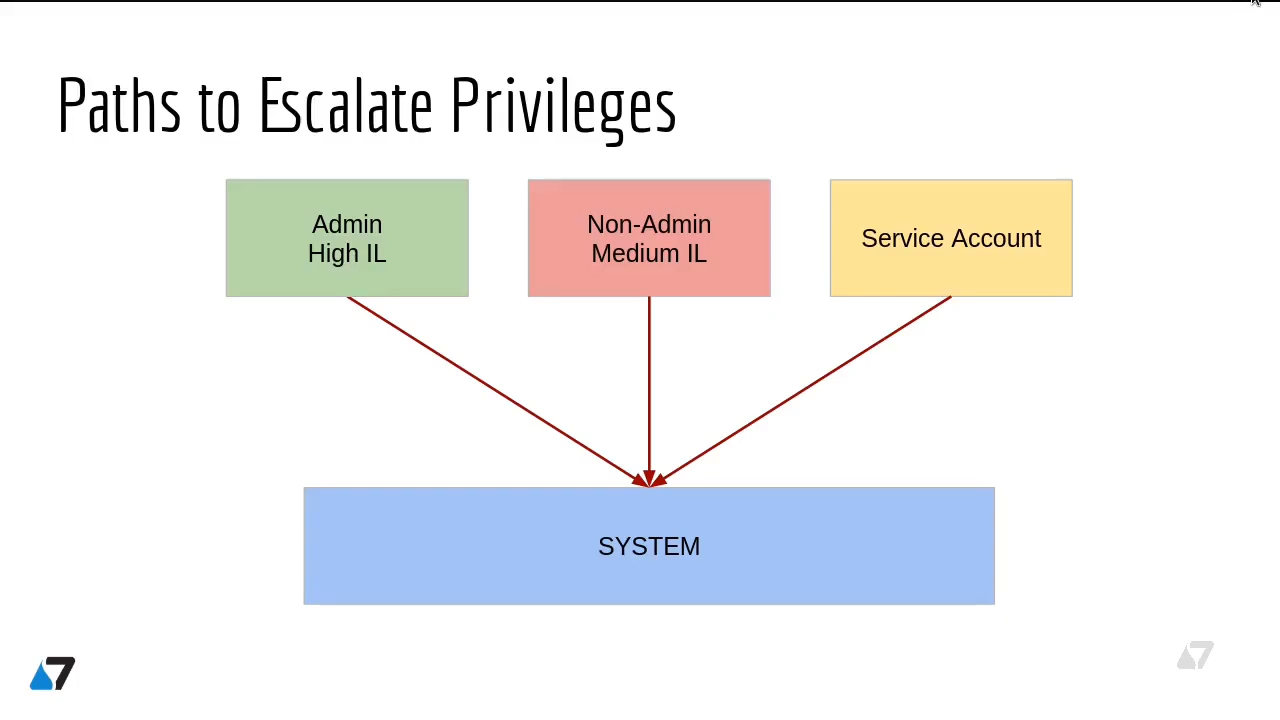 Paths to Escalate Privileges
Admin
High IL
Non-Admin
Medium IL
Service Account
SYSTEM